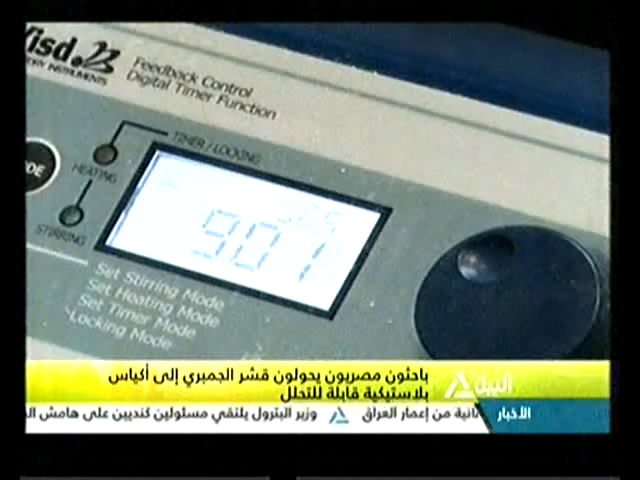 Wisd.
Feedback Control
Digital Timer Function
TIMER / LOCKING
HEATING
STIRRING
907
Set Stirring Mode
Set Heating Mode
Set Timer Mode
Locking Mode
باحثون مصريون يحولون قشر الجمبري إلى أكياس
بلاستيكية قابلة للتحلل
النيل
الأخبار
من إعمار العراق
وزير البترول يلتقي مسئولين كنديين على هامش